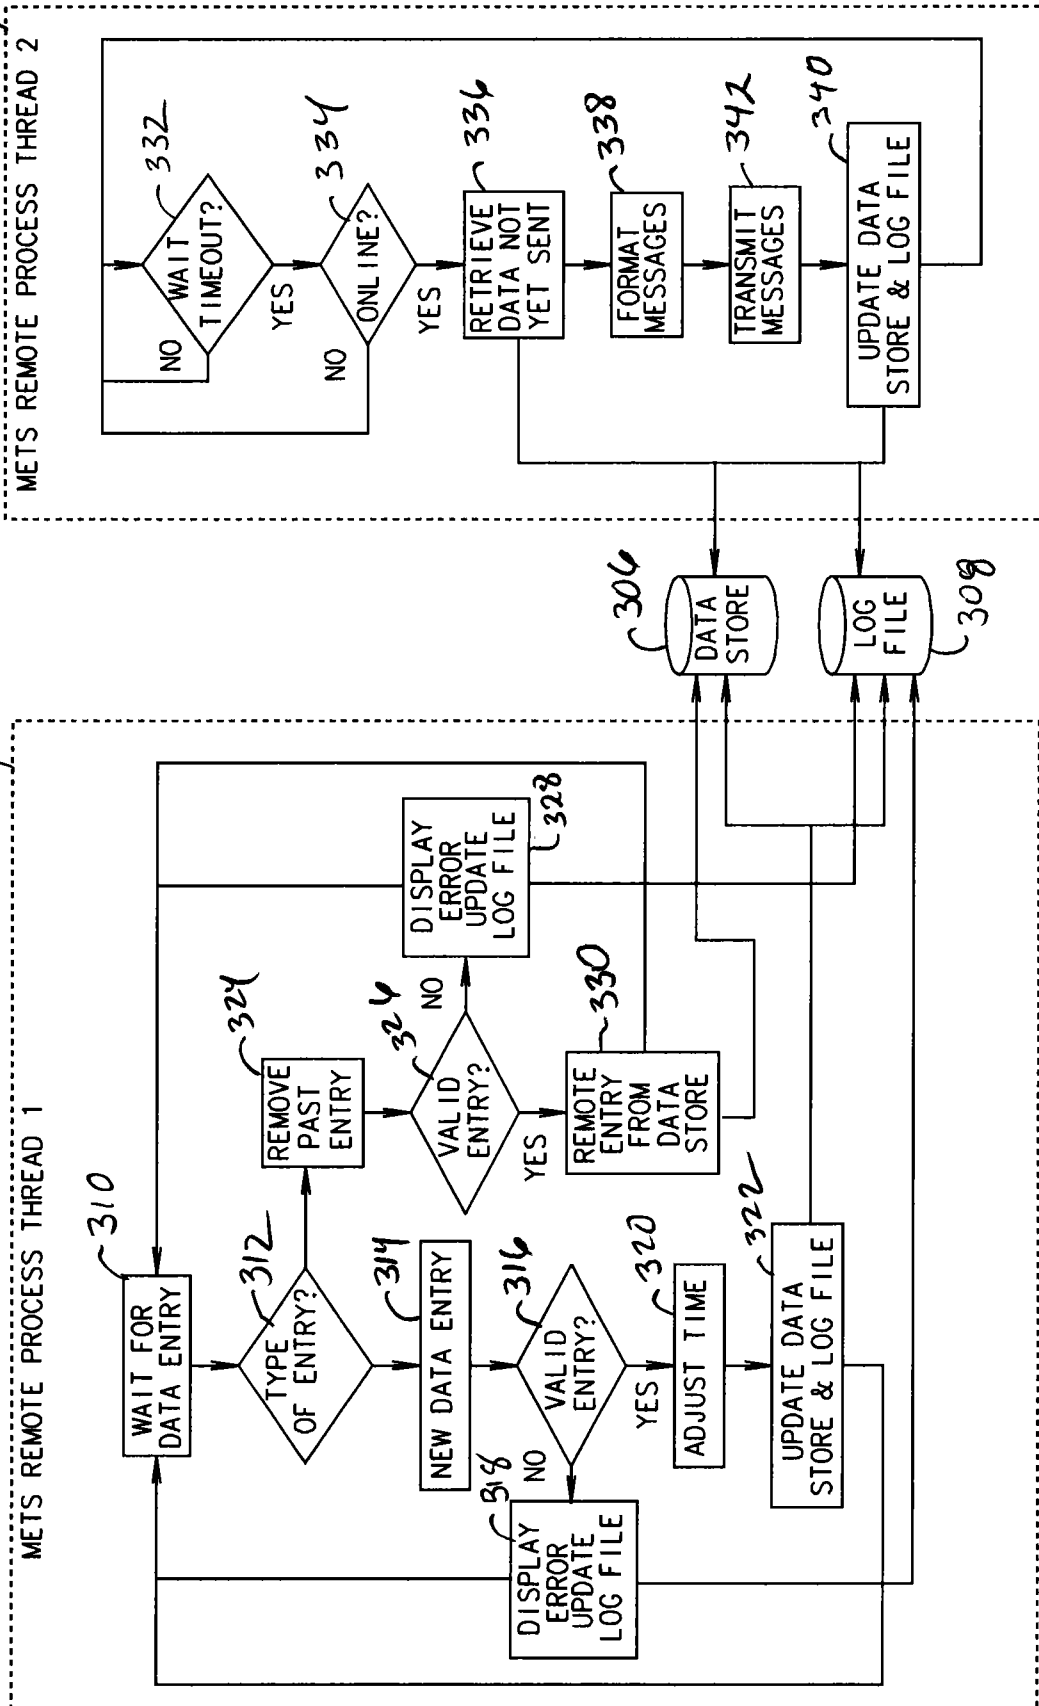 METS REMOTE PROCESS THREAD 1
310
WAIT FOR
DATA ENTRY
312
TYPE
OF ENTRY?
314
NEW DATA ENTRY
316
VALID
ENTRY?
NO
YES
318
DISPLAY
ERROR
UPDATE
LOG FILE
320
ADJUST TIME
322
UPDATE DATA
STORE & LOG FILE
324
REMOVE
PAST
ENTRY
326
VALID
ENTRY?
NO
YES
328
DISPLAY
ERROR
UPDATE
LOG FILE
330
REMOTE
ENTRY
FROM
DATA
STORE
306
DATA
STORE
LOG
FILE
308
METS REMOTE PROCESS THREAD 2
332
WAIT
TIMEOUT?
NO
YES
334
ONLINE?
NO
YES
336
RETRIEVE
DATA NOT
YET SENT
338
FORMAT
MESSAGES
342
TRANSMIT
MESSAGES
340
UPDATE DATA
STORE & LOG FILE